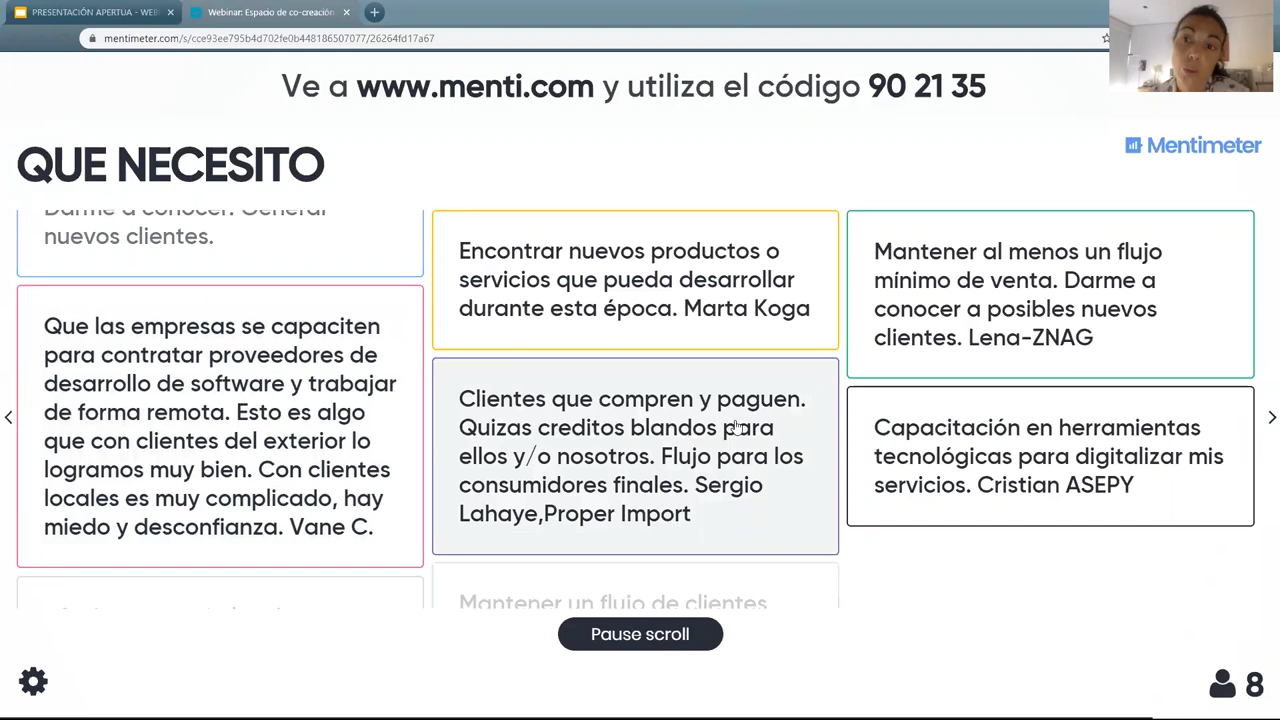 PRESENTACIÓN APERTUA - WEB
Webinar: Espacio de co-creación
mentimeter.com/s/cce93ee795b4d702fe0b448186507077/26264fd17a67
Ve a www.menti.com y utiliza el código 90 21 35
Mentimeter
QUE NECESITO
Darme a conocer. Generar
nuevos clientes.
Que las empresas se capaciten
para contratar proveedores de
desarrollo de software y trabajar
de forma remota. Esto es algo
que con clientes del exterior lo
logramos muy bien. Con clientes
locales es muy complicado, hay
miedo y desconfianza. Vane C.
Encontrar nuevos productos o
servicios que pueda desarrollar
durante esta época. Marta Koga
Clientes que compren y paguen.
Quizas creditos blandos para
ellos y/o nosotros. Flujo para los
consumidores finales. Sergio
Lahaye,Proper Import
Mantener un flujo de clientes
Mantener al menos un flujo
mínimo de venta. Darme a
conocer a posibles nuevos
clientes. Lena-ZNAG
Capacitación en herramientas
tecnológicas para digitalizar mis
servicios. Cristian ASEPY
Pause scroll
8